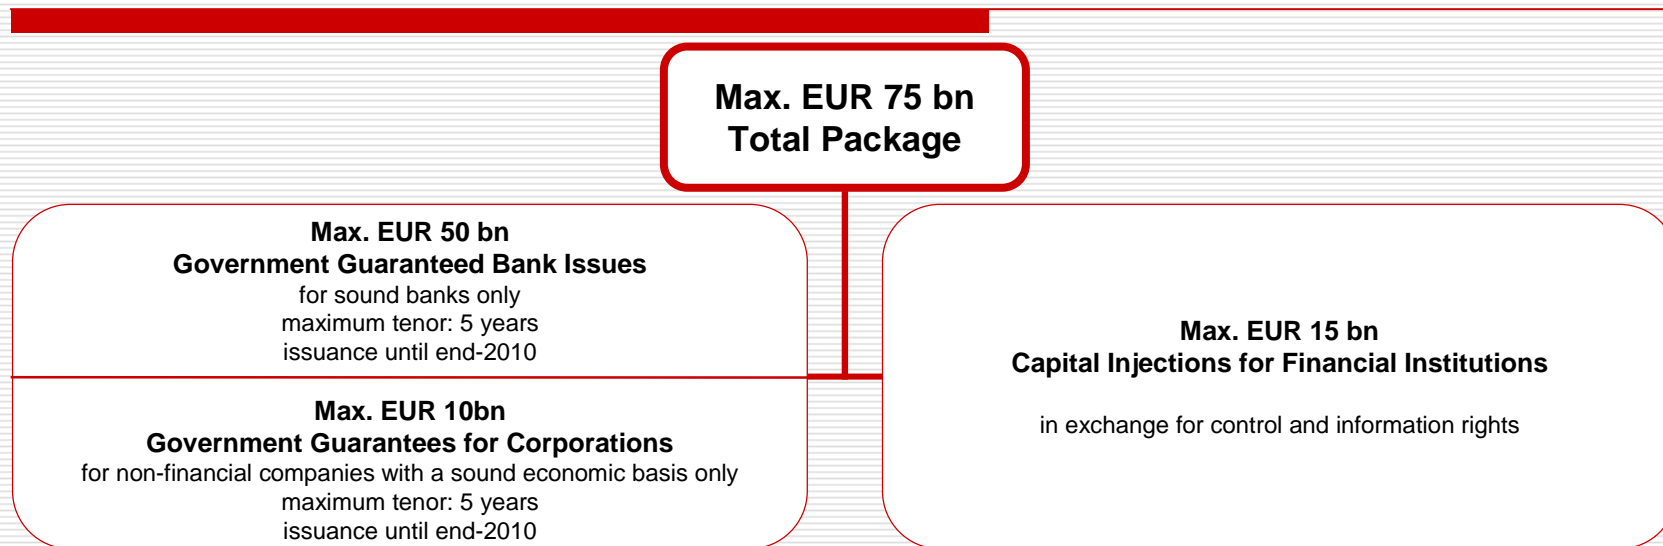 Max. EUR 75 bn
Total Package
Max. EUR 50 bn
Government Guaranteed Bank Issues
for sound banks only
maximum tenor: 5 years
issuance until end-2010
Max. EUR 10bn
Government Guarantees for Corporations
for non-financial companies with a sound economic basis only
maximum tenor: 5 years
issuance until end-2010
Max. EUR 15 bn
Capital Injections for Financial Institutions
in exchange for control and information rights